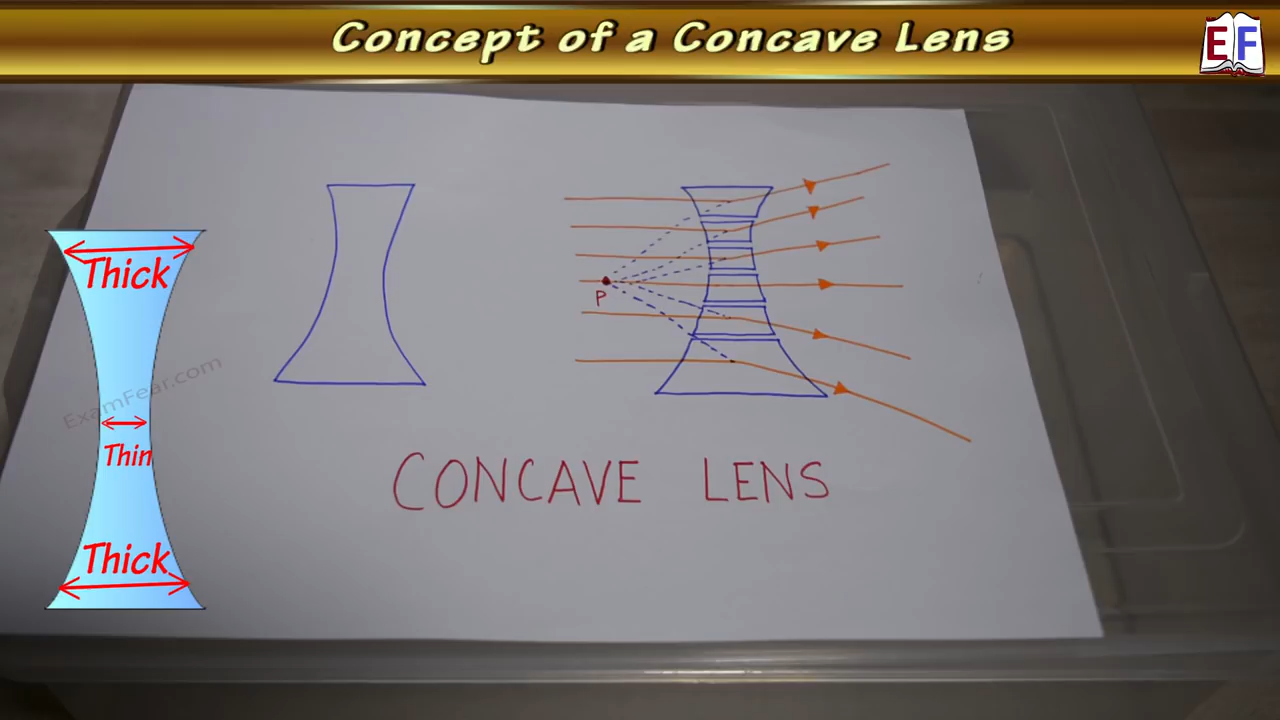 Concept of a Concave Lens
EF
Thick
Thin
Thick
ExamFear.com
P
CONCAVE LENS